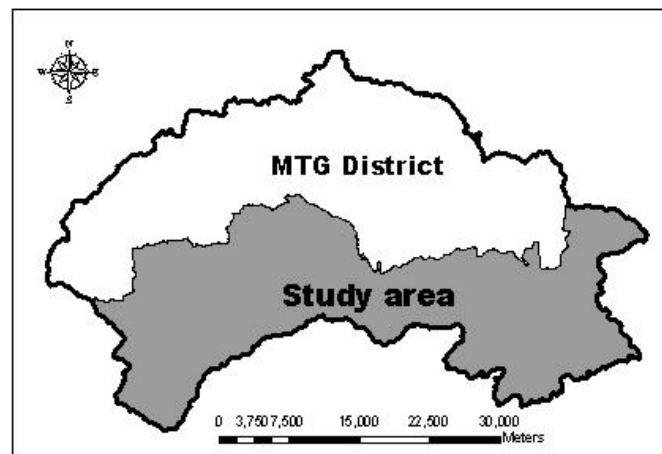 N
W E
S
MTG District
Study area
0 3,750 7,500 15,000 22,500 30,000
Meters